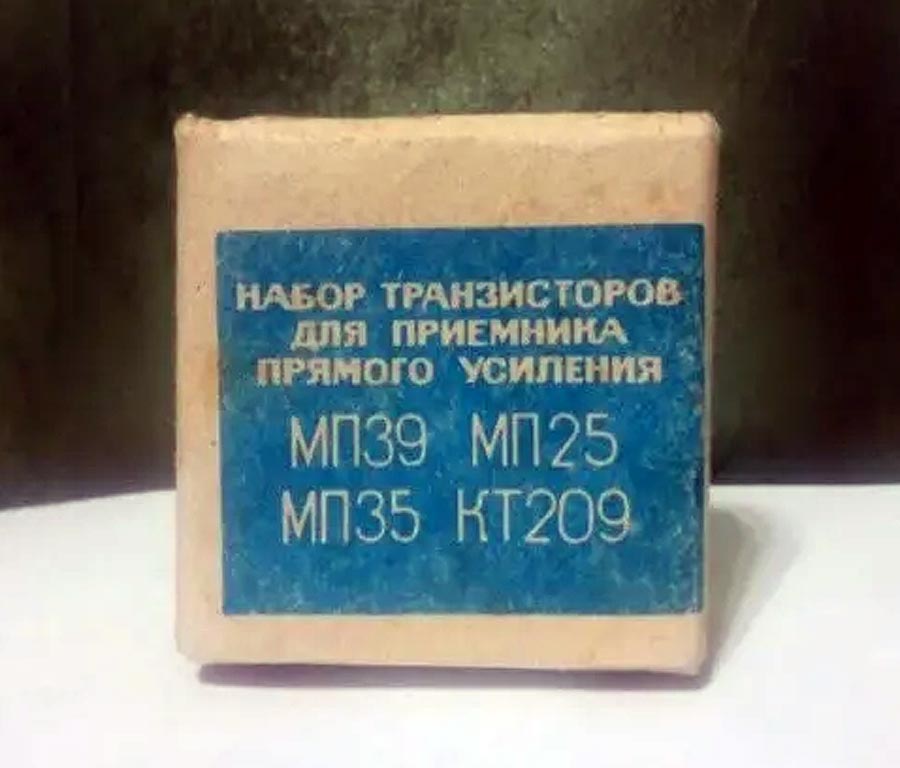 НАБОР ТРАНЗИСТОРОВ
ДЛЯ ПРИЕМНИКА
ПРЯМОГО УСИЛЕНИЯ
МП39 МП25
МП35 КТ209